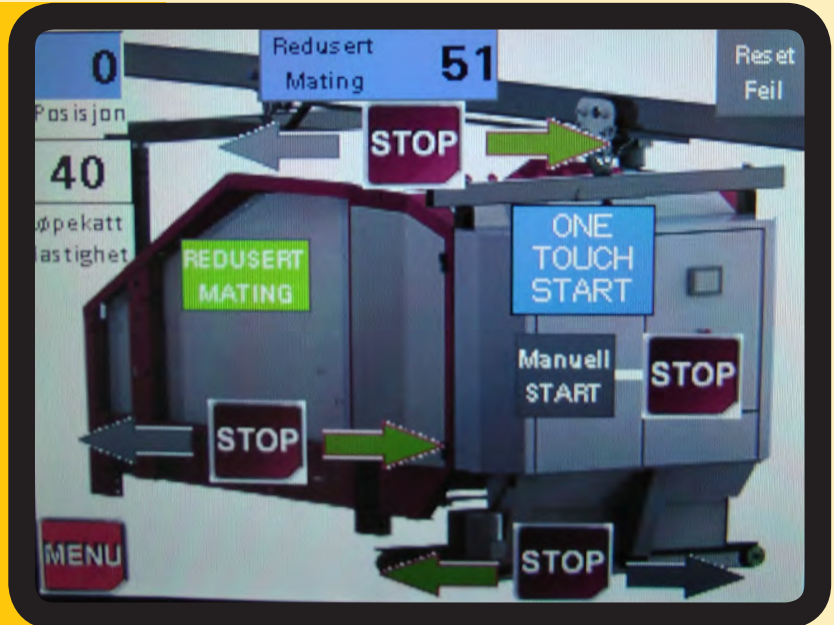 0
Posisjon
40
øpekatt
astighet
Redusert
Mating
51
Reset
Feil
STOP
REDUSERT
MATING
ONE
TOUCH
START
Manuell
START
STOP
STOP
MENU
STOP